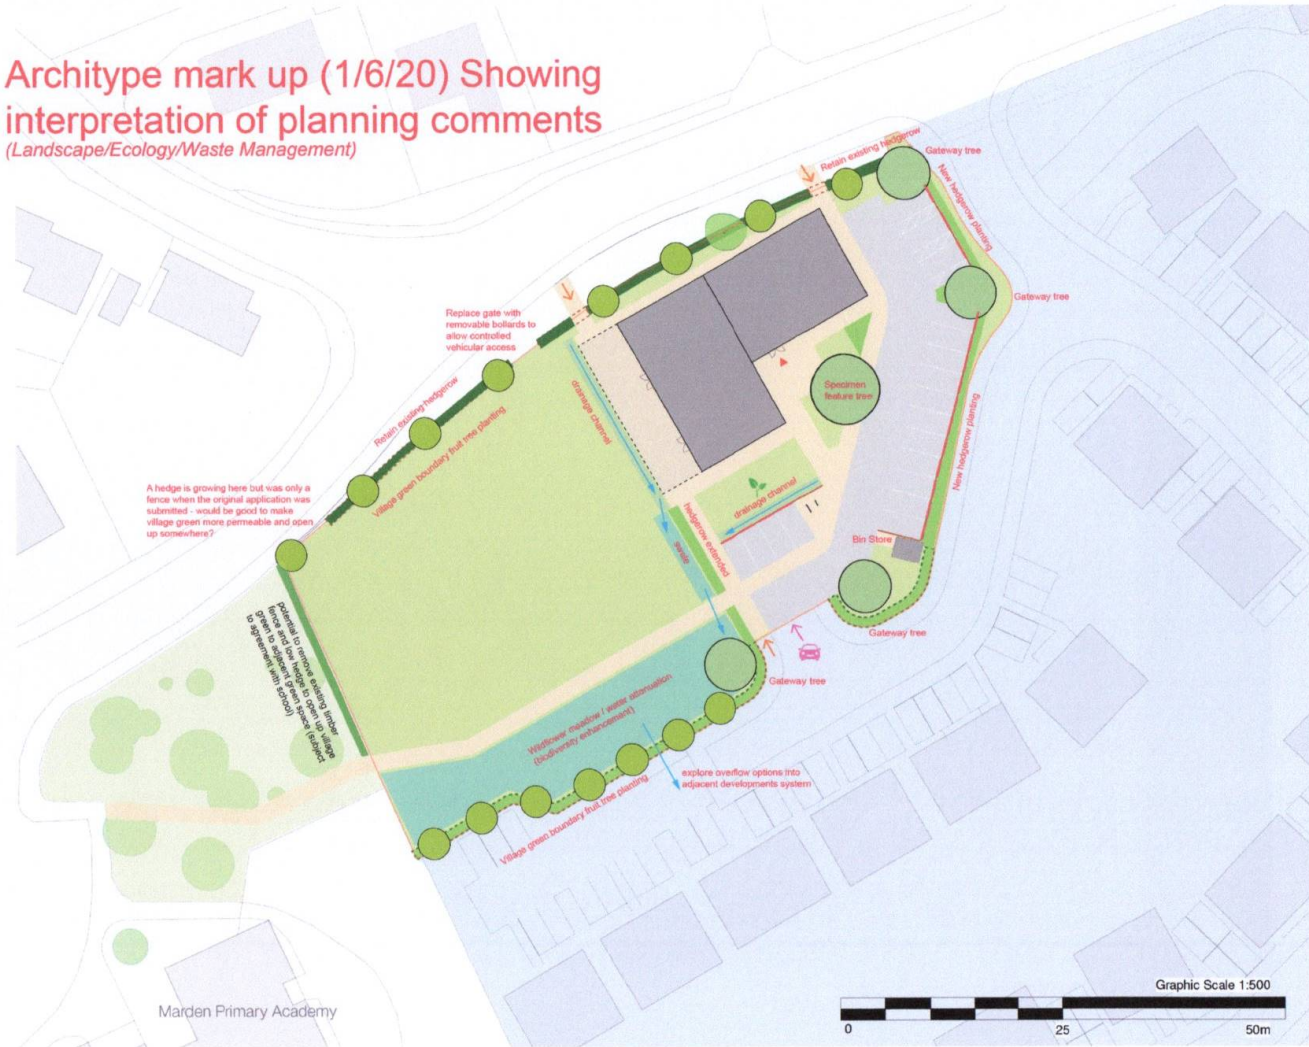 Architype mark up (1/6/20) Showing
interpretation of planning comments
(Landscape/Ecology/Waste Management)
Retain existing hedgerow
Gateway tree
New hedgerow planting
Gateway tree
Replace gate with
removable bollards to
allow controlled
vehicular access
drainage channel
Specimen
feature tree
Retain existing hedgerow
Village green boundary fruit tree planting
New hedgerow planting
A hedge is growing here but was only a
fence when the original application was
submitted - would be good to make
village green more permeable and open
up somewhere?
drainage channel
hedgerow extended
swale
Bin Store
potential to remove existing timber
fence and low hedge to open up village
green to adjacent green space (subject
to agreement with school)
Gateway tree
Gateway tree
Wildflower meadow / water attenuation
(biodiversity enhancement)
explore overflow options into
adjacent developments system
Village green boundary fruit tree planting
Marden Primary Academy
Graphic Scale 1:500
0
25
50m